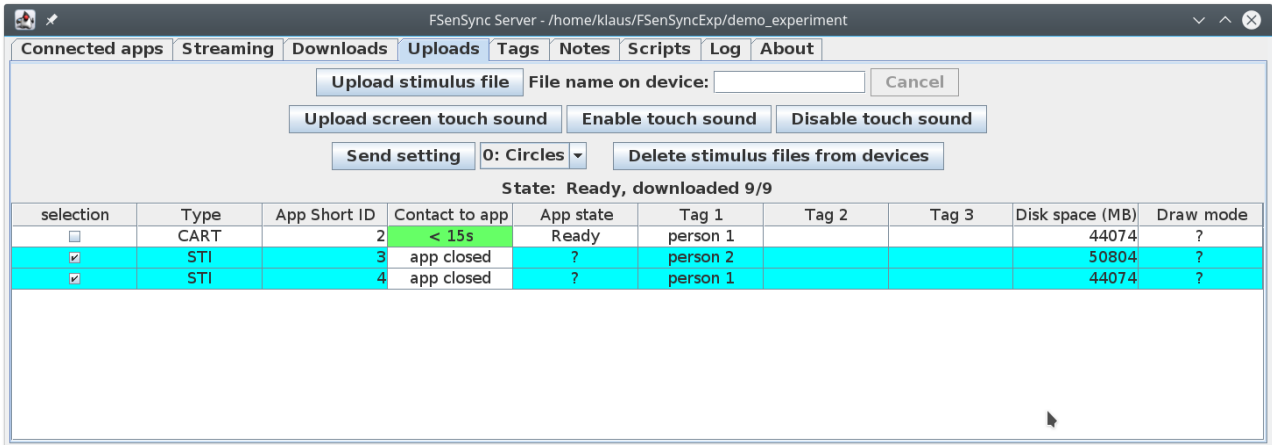 FSenSync Server - /home/klaus/FSenSyncExp/demo_experiment
Connected apps Streaming Downloads Uploads Tags Notes Scripts Log About
Upload stimulus file File name on device: Cancel
Upload screen touch sound Enable touch sound Disable touch sound
Send setting 0: Circles Delete stimulus files from devices
State: Ready, downloaded 9/9
selection Type App Short ID Contact to app App state Tag 1 Tag 2 Tag 3 Disk space (MB) Draw mode
CART 2 < 15s Ready person 1 44074 ?
STI 3 app closed ? person 2 50804 ?
STI 4 app closed ? person 1 44074 ?